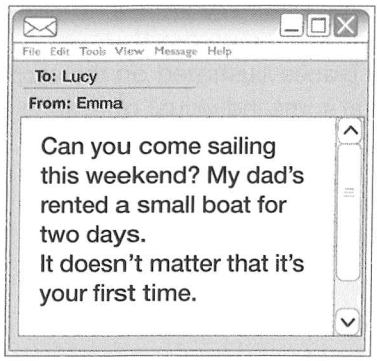 File Edit Tools View Message Help
To: Lucy
From: Emma
Can you come sailing
this weekend? My dad's
rented a small boat for
two days.
It doesn't matter that it's
your first time.